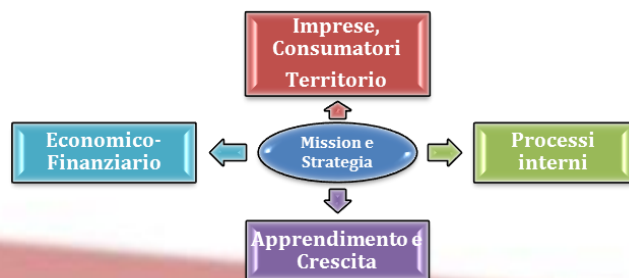 Imprese,
Consumatori
Territorio
Economico-
Finanziario
Mission e
Strategia
Processi
interni
Apprendimento e
Crescita